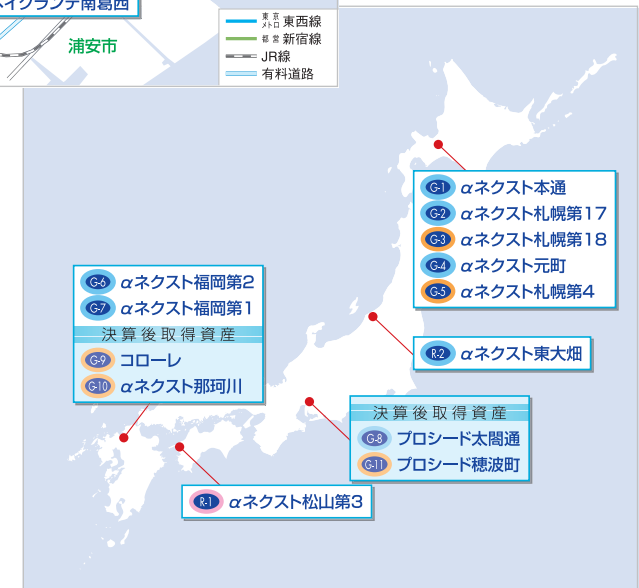 イクランデ南葛西
浦安市
東京メトロ 東西線
都営 新宿線
JR線
有料道路
G-1 αネクスト本通
G-2 αネクスト札幌第17
G-3 αネクスト札幌第18
G-4 αネクスト元町
G-5 αネクスト札幌第4
G-6 αネクスト福岡第2
G-7 αネクスト福岡第1
決算後取得資産
G-9 コローレ
G-10 αネクスト那珂川
R-2 αネクスト東大畑
決算後取得資産
G-8 プロシード太閤通
G-11 プロシード穂波町
R-1 αネクスト松山第3